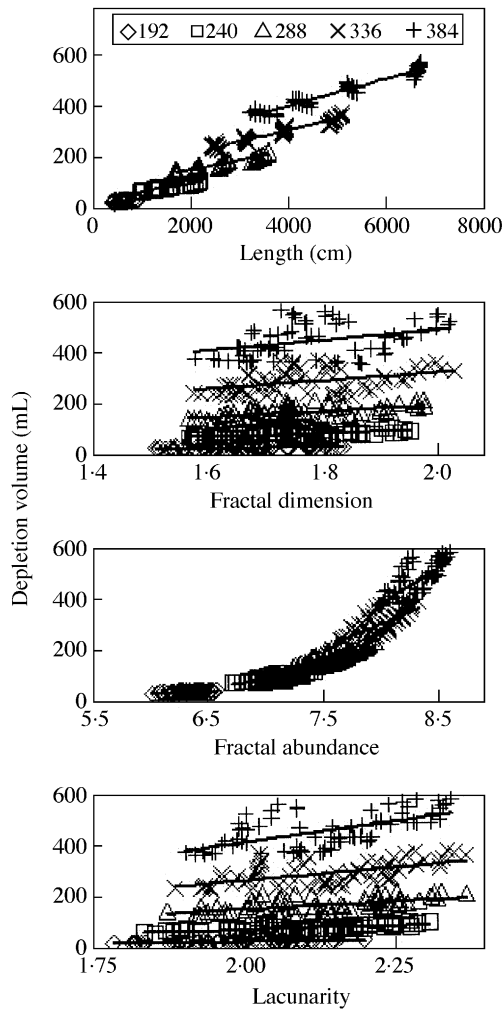 600
192 240 288 336 384
400
200
0
0 2000 4000 6000 8000
Length (cm)
600
400
200
0
1·4 1·6 1·8 2·0
Fractal dimension
Depletion volume (mL)
600
400
200
0
5·5 6·5 7·5 8·5
Fractal abundance
600
400
200
0
1·75 2·00 2·25
Lacunarity